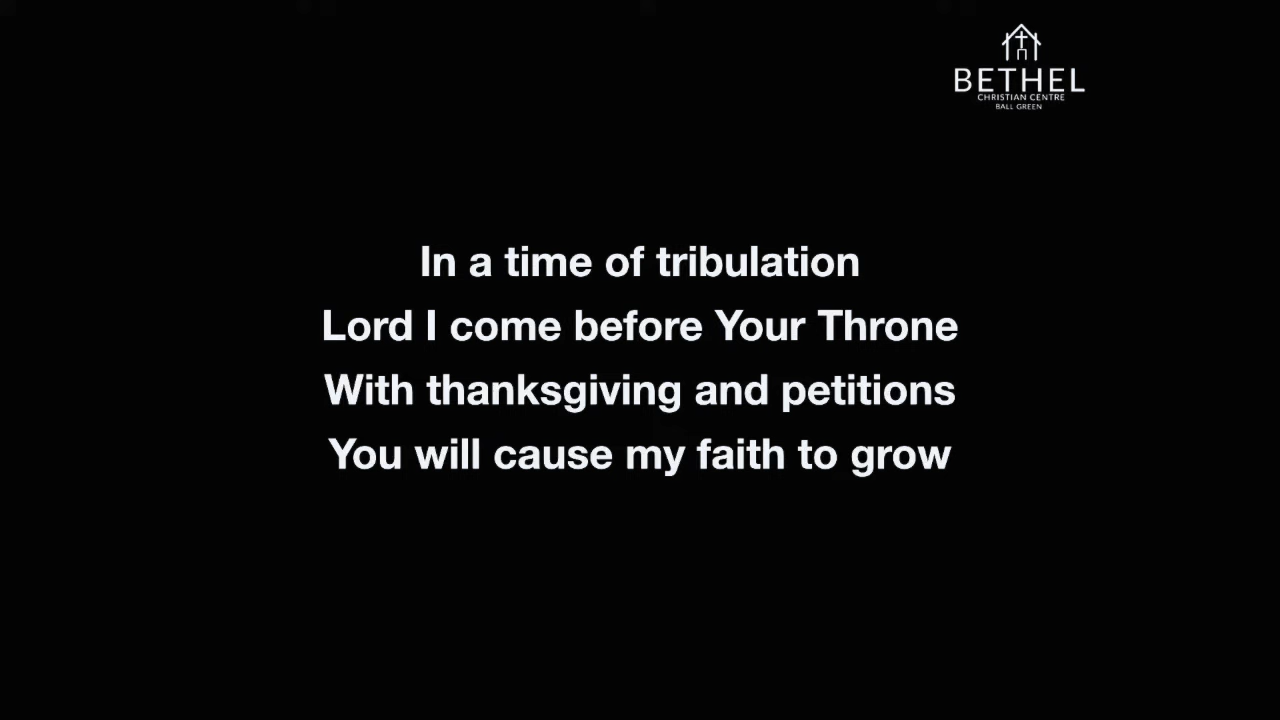 BETHEL
CHRISTIAN CENTRE
BALL GREEN
In a time of tribulation
Lord I come before Your Throne
With thanksgiving and petitions
You will cause my faith to grow